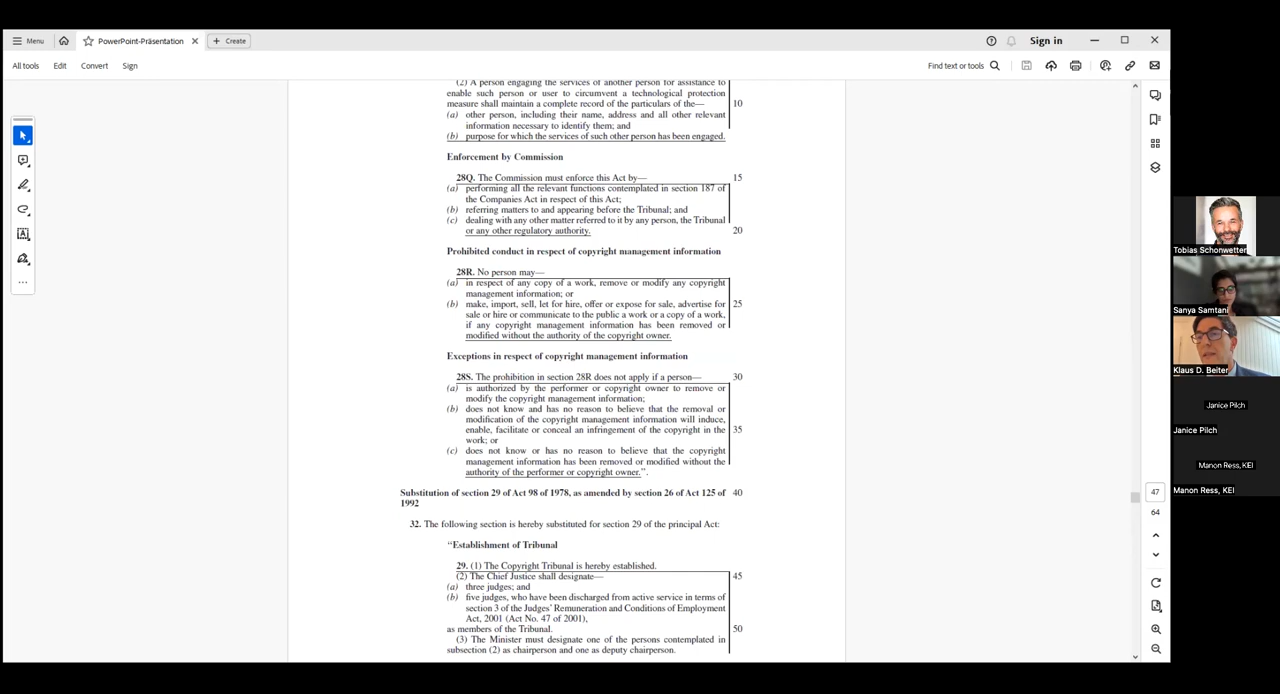 Menu
PowerPoint-Präsentation
Create
Sign in
All tools
Edit
Convert
Sign
Find text or tools
(2) A person engaging the services of another person for assistance to
enable such person or user to circumvent a technological protection
measure shall maintain a complete record of the particulars of the— 10
(a) other person, including their name, address and all other relevant
information necessary to identify them; and
(b) purpose for which the services of such other person has been engaged.
Enforcement by Commission
28Q. The Commission must enforce this Act by— 15
(a) performing all the relevant functions contemplated in section 187 of
the Companies Act in respect of this Act;
(b) referring matters to and appearing before the Tribunal; and
(c) dealing with any other matter referred to it by any person, the Tribunal
or any other regulatory authority. 20
Prohibited conduct in respect of copyright management information
28R. No person may—
(a) in respect of any copy of a work, remove or modify any copyright
management information; or
(b) make, import, sell, let for hire, offer or expose for sale, advertise for 25
sale or hire or communicate to the public a work or a copy of a work,
if any copyright management information has been removed or
modified without the authority of the copyright owner.
Exceptions in respect of copyright management information
28S. The prohibition in section 28R does not apply if a person— 30
(a) is authorized by the performer or copyright owner to remove or
modify the copyright management information;
(b) does not know and has no reason to believe that the removal or
modification of the copyright management information will induce,
enable, facilitate or conceal an infringement of the copyright in the 35
work; or
(c) does not know or has no reason to believe that the copyright
management information has been removed or modified without the
authority of the performer or copyright owner.”.
Substitution of section 29 of Act 98 of 1978, as amended by section 26 of Act 125 of 40
1992
32. The following section is hereby substituted for section 29 of the principal Act:
“Establishment of Tribunal
29. (1) The Copyright Tribunal is hereby established.
(2) The Chief Justice shall designate— 45
(a) three judges; and
(b) five judges, who have been discharged from active service in terms of
section 3 of the Judges’ Remuneration and Conditions of Employment
Act, 2001 (Act No. 47 of 2001),
as members of the Tribunal. 50
(3) The Minister must designate one of the persons contemplated in
subsection (2) as chairperson and one as deputy chairperson.
47
64
Tobias Schonwetter
Sanya Samtani
Klaus D. Beiter
Janice Pilch
Janice Pilch
Manon Ress, KEI
Manon Ress, KEI